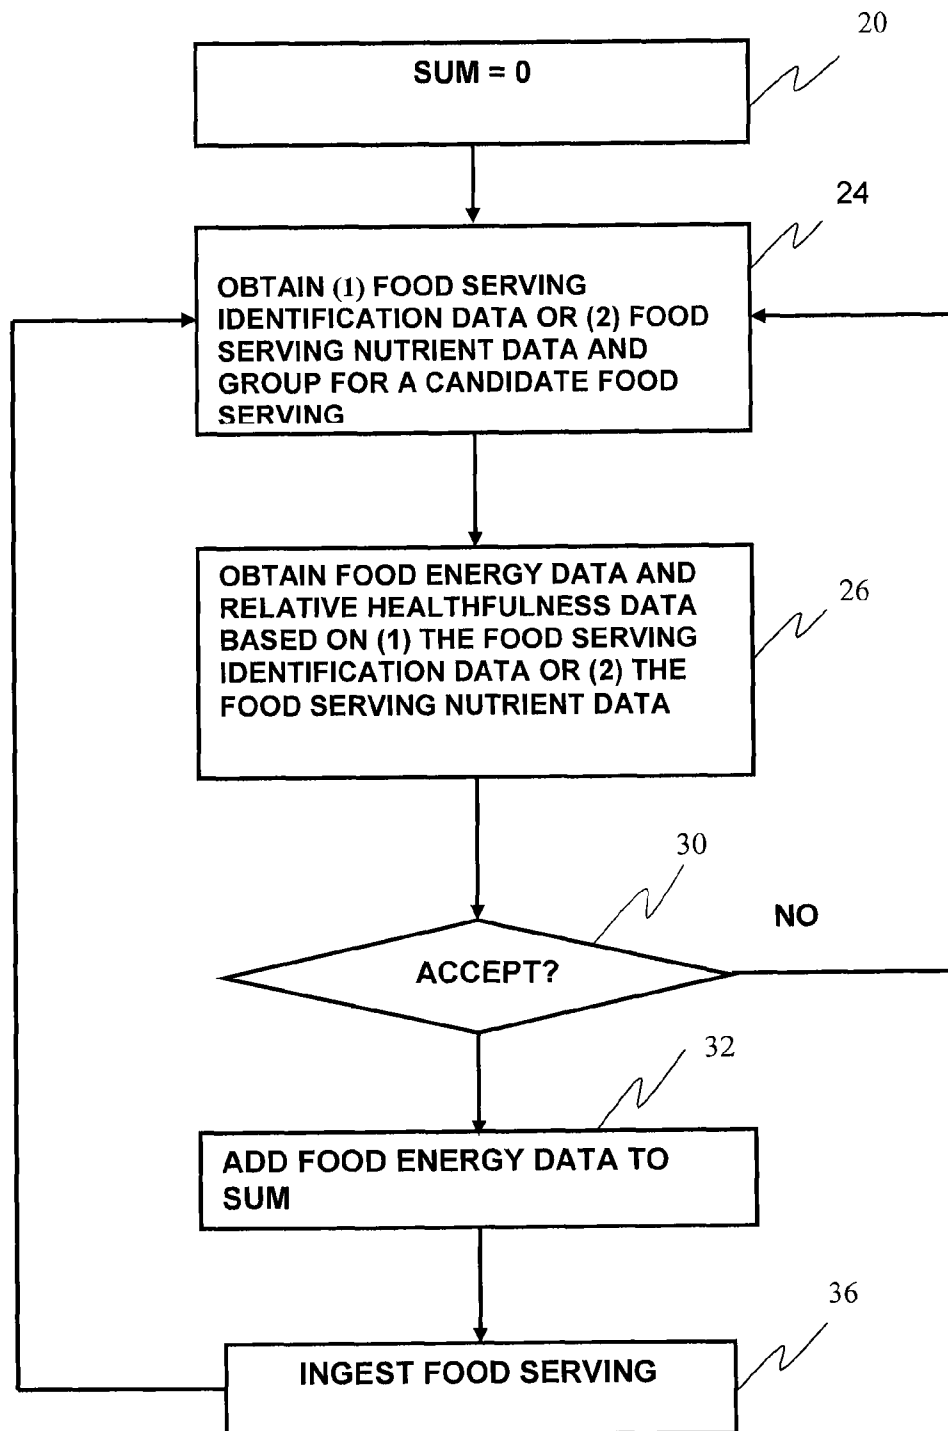 20
SUM = 0
24
OBTAIN (1) FOOD SERVING
IDENTIFICATION DATA OR (2) FOOD
SERVING NUTRIENT DATA AND
GROUP FOR A CANDIDATE FOOD
SERVING
OBTAIN FOOD ENERGY DATA AND
RELATIVE HEALTHFULNESS DATA
BASED ON (1) THE FOOD SERVING
IDENTIFICATION DATA OR (2) THE
FOOD SERVING NUTRIENT DATA
26
30
NO
ACCEPT?
32
ADD FOOD ENERGY DATA TO
SUM
36
INGEST FOOD SERVING